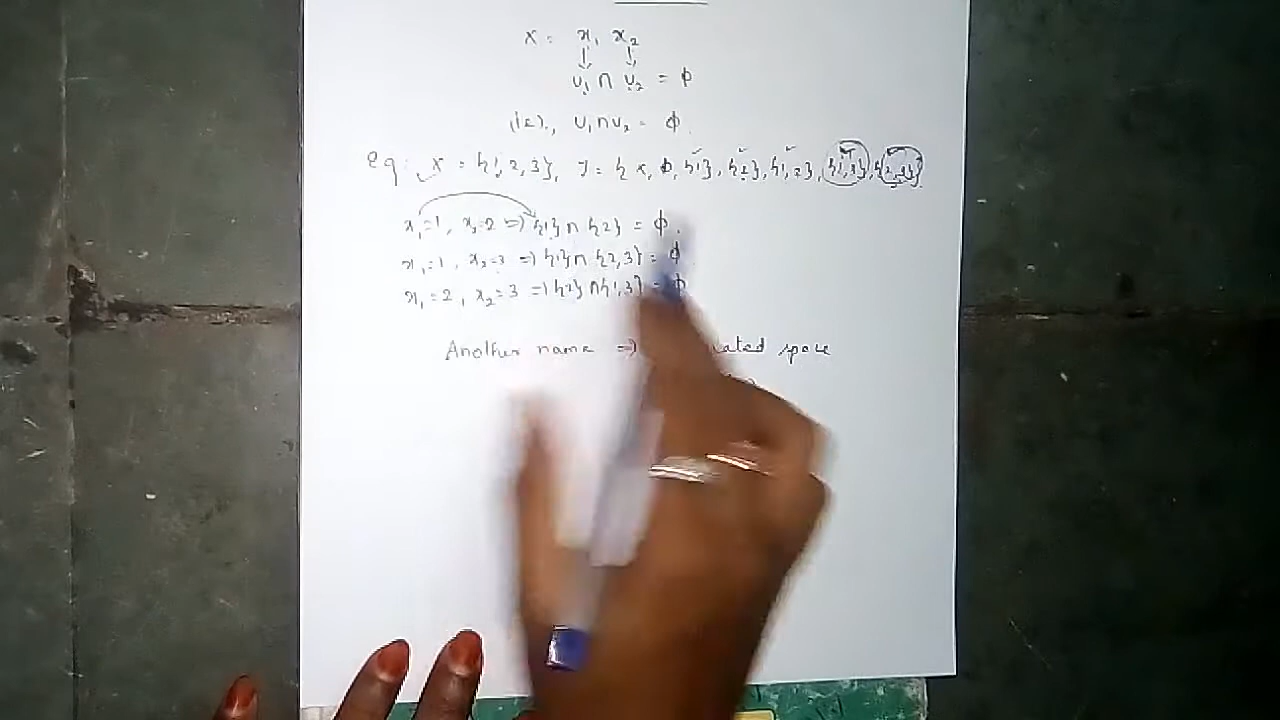 X = x₁ x₂
↓ ↓
U₁ ∩ U₂ = ϕ
(ie)., U₁∩U₂ = ϕ.
Eg: X = {1,2,3}, J = { X, ϕ, {1}, {2}, {1,2}, {1,3}, {2,3}}
x₁=1, x₂=2 ⇒ {1}∩{2} = ϕ.
x₁=1, x₂=3 ⇒ {1}∩{2,3} = ϕ
x₁=2, x₂=3 ⇒ {2}∩{1,3} = ϕ
Another name ⇒ space